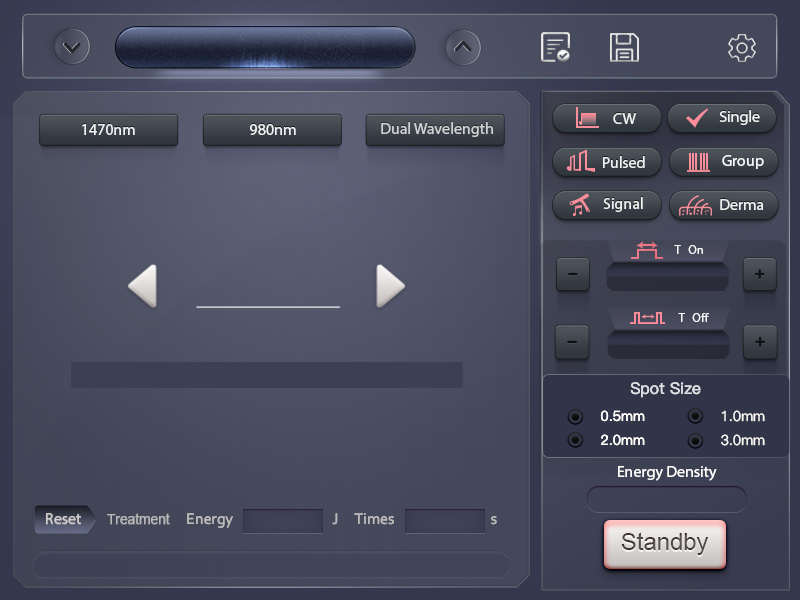 1470nm
980nm
Dual Wavelength
CW
Single
Pulsed
Group
Signal
Derma
T On
−
+
T Off
−
+
Spot Size
0.5mm
1.0mm
2.0mm
3.0mm
Energy Density
Standby
Reset
Treatment
Energy
J
Times
s